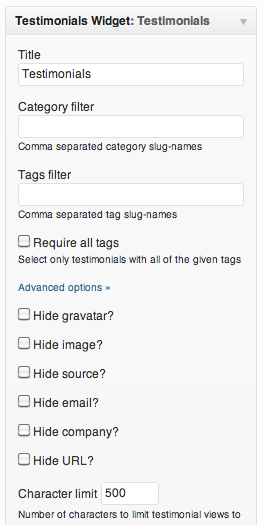 Testimonials Widget: Testimonials
Title
Testimonials
Category filter
Comma separated category slug-names
Tags filter
Comma separated tag slug-names
Require all tags
Select only testimonials with all of the given tags
Advanced options »
Hide gravatar?
Hide image?
Hide source?
Hide email?
Hide company?
Hide URL?
Character limit 500
Number of characters to limit testimonial views to